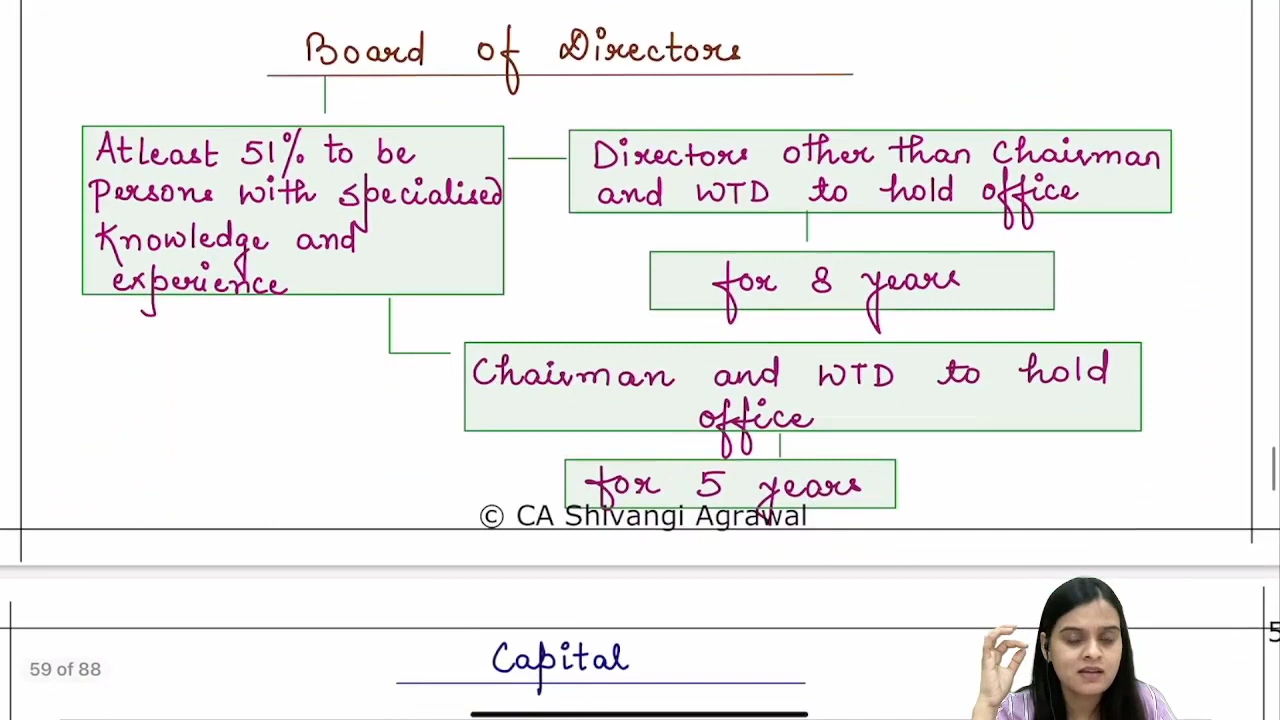 Board of Directors
Atleast 51% to be
Persons with specialised
Knowledge and
experience
Directors other than Chairman
and WTD to hold office
for 8 years
Chairman and WTD to hold
office
for 5 years
© CA Shivangi Agrawal
59 of 88
Capital
5